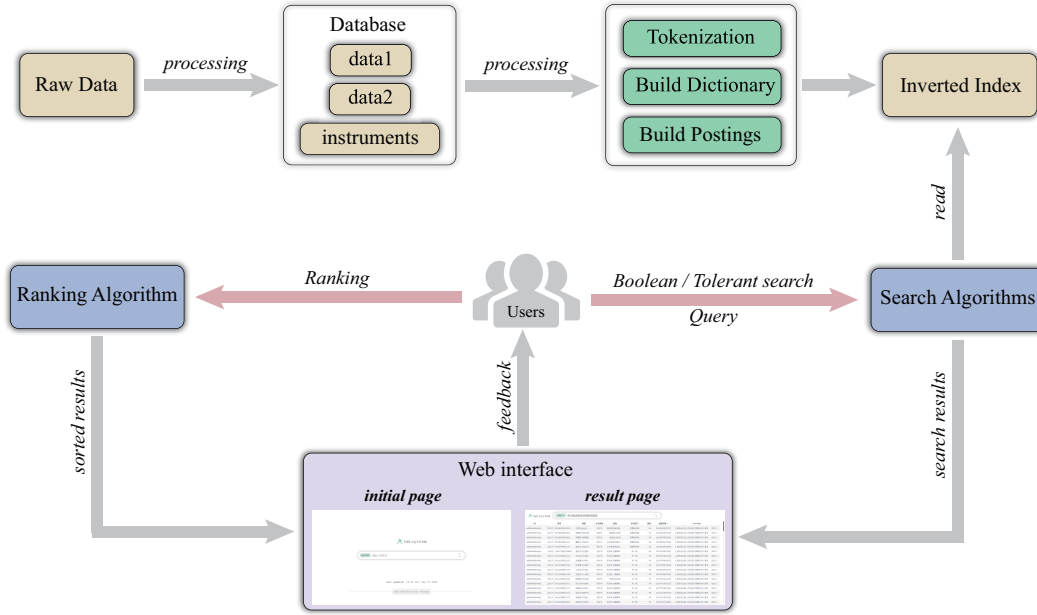 Database
Raw Data
processing
data1
data2
instruments
processing
Tokenization
Build Dictionary
Build Postings
Inverted Index
read
Ranking Algorithm
Ranking
Users
Boolean / Tolerant search
Query
Search Algorithms
sorted results
feedback
search results
Web interface
initial page
result page